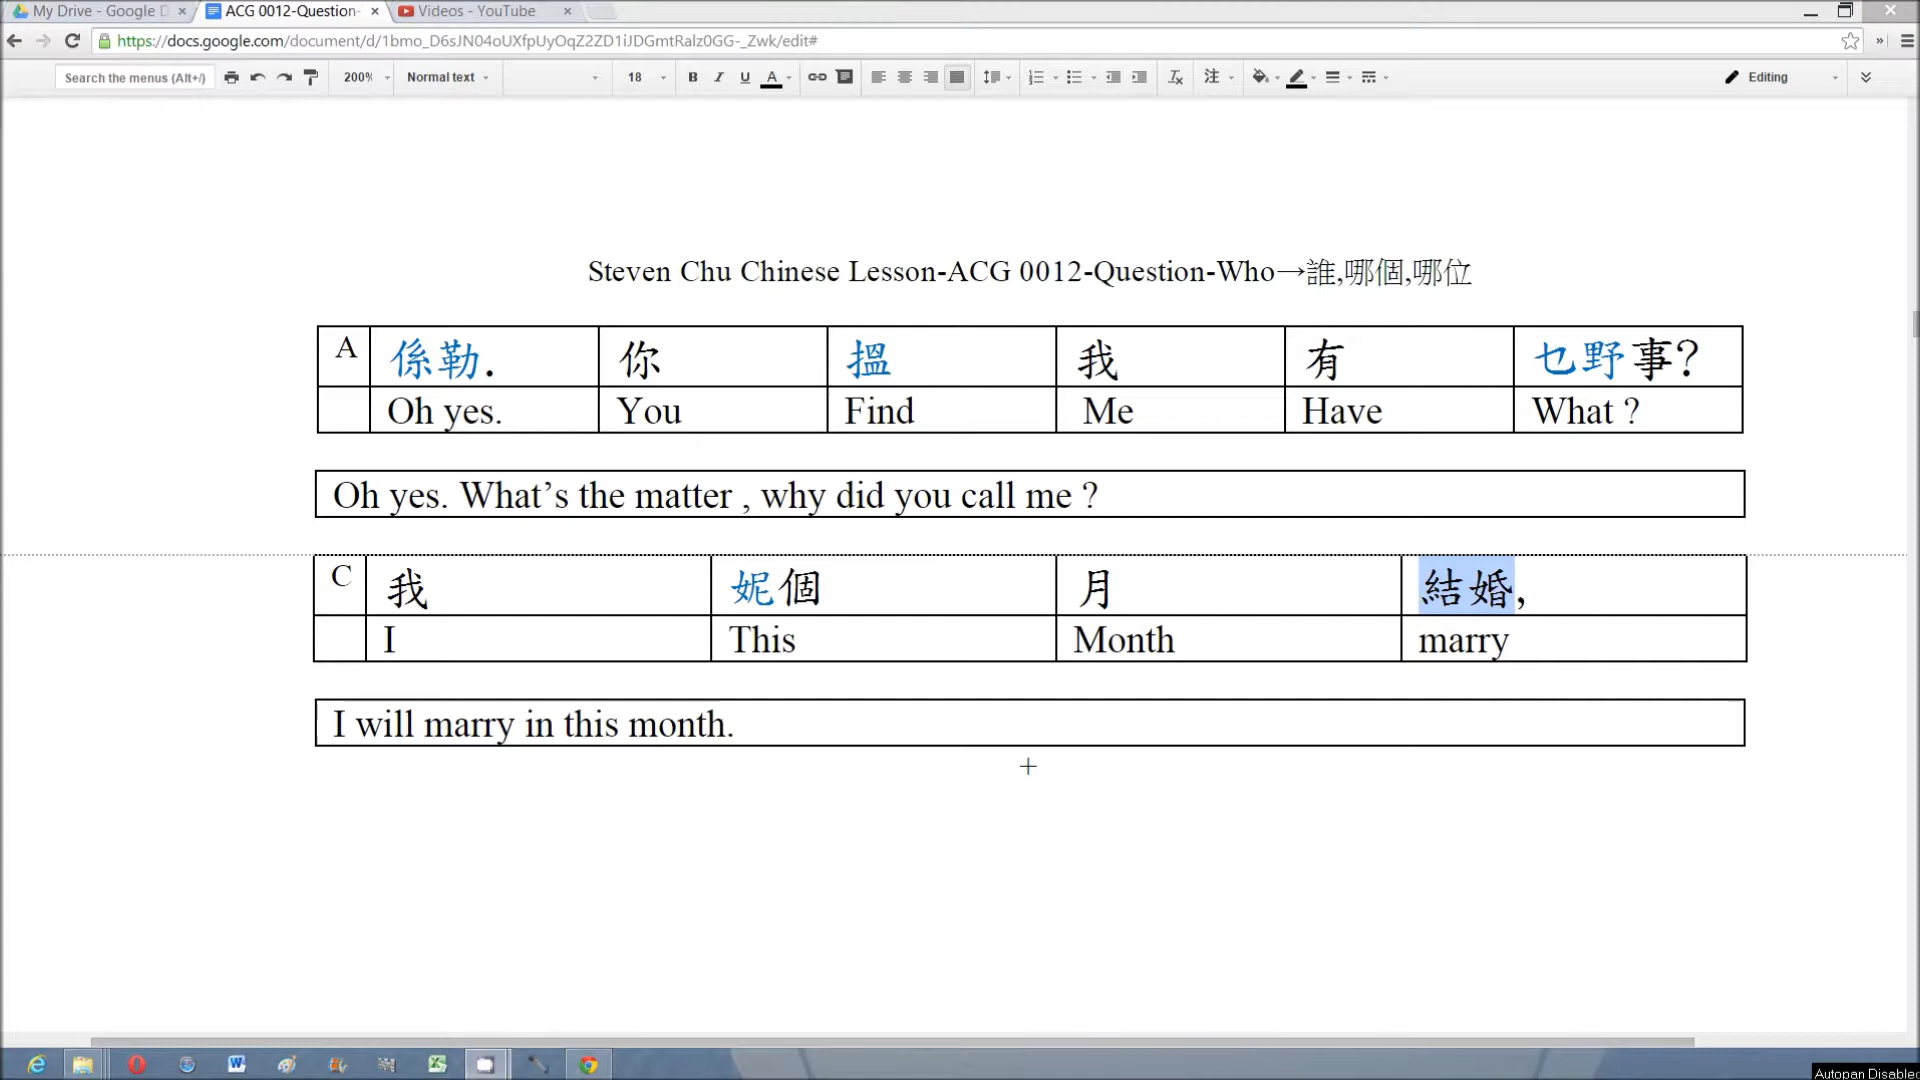 My Drive - Google D
ACG 0012-Question-
Videos - YouTube
https://docs.google.com/document/d/1bmo_D6sJN04oUXfpUyOqZ2ZD1iJDGmtRalz0GG-_Zwk/edit#
Search the menus (Alt+/) 200% Normal text 18 B I U A 注 Editing
Steven Chu Chinese Lesson-ACG 0012-Question-Who→誰,哪個,哪位
A 係勒. 你 搵 我 有 乜野事?
Oh yes. You Find Me Have What ?
Oh yes. What's the matter , why did you call me ?
C 我 妮個 月 結婚,
I This Month marry
I will marry in this month.
Autopan Disabled